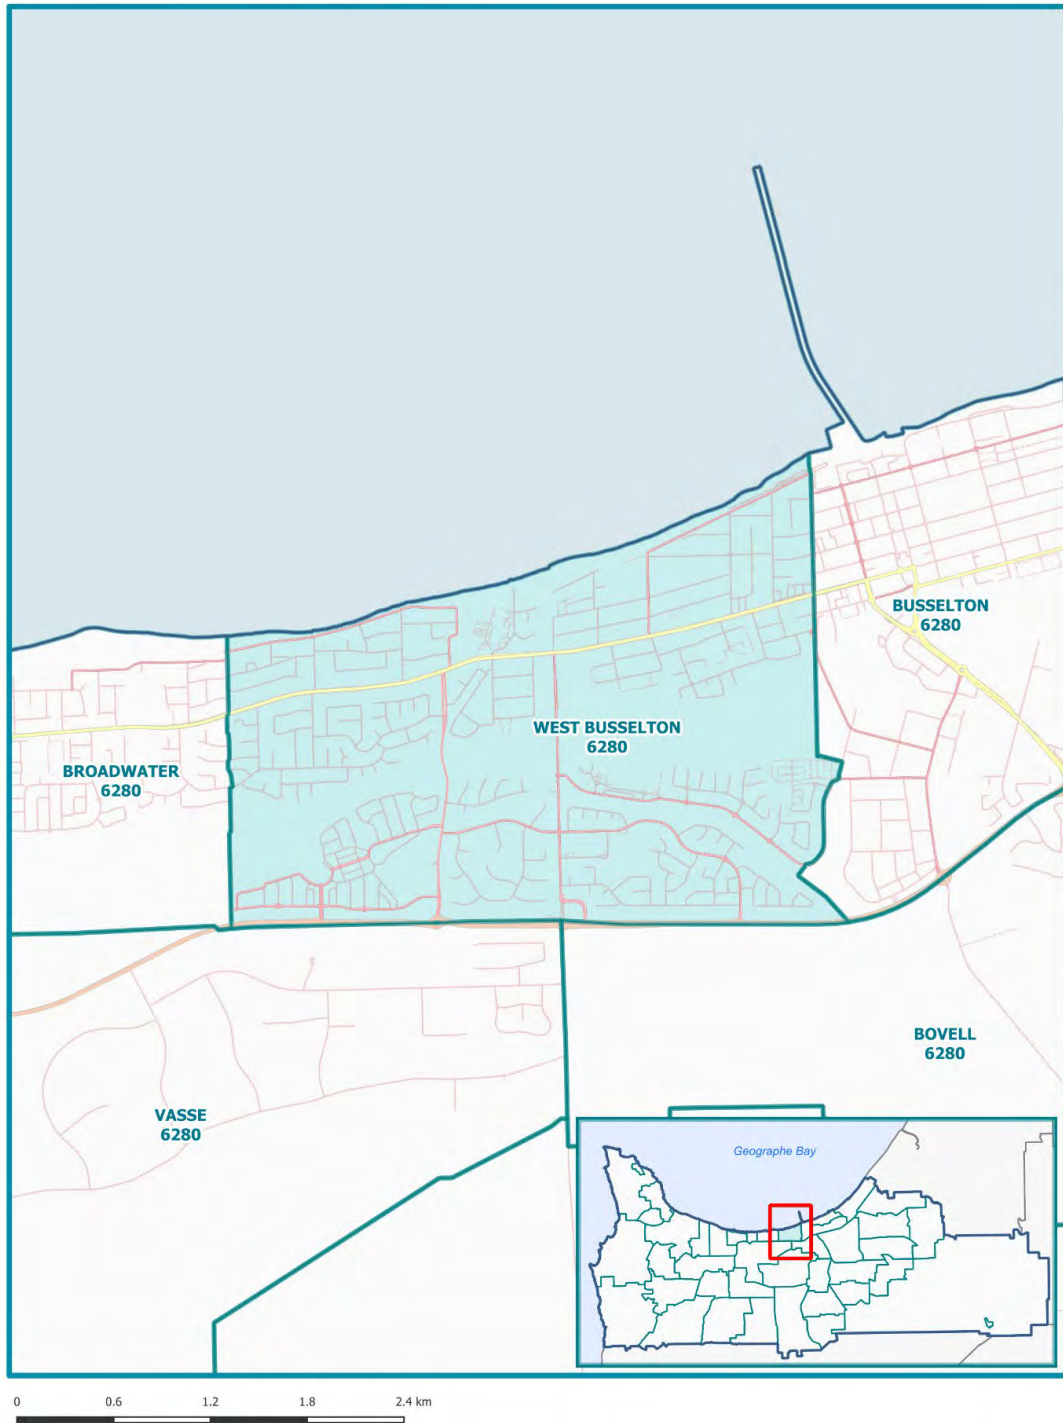 BUSSELTON
6280
WEST BUSSELTON
6280
BROADWATER
6280
BOVELL
6280
VASSE
6280
Geographe Bay
0 0.6 1.2 1.8 2.4 km